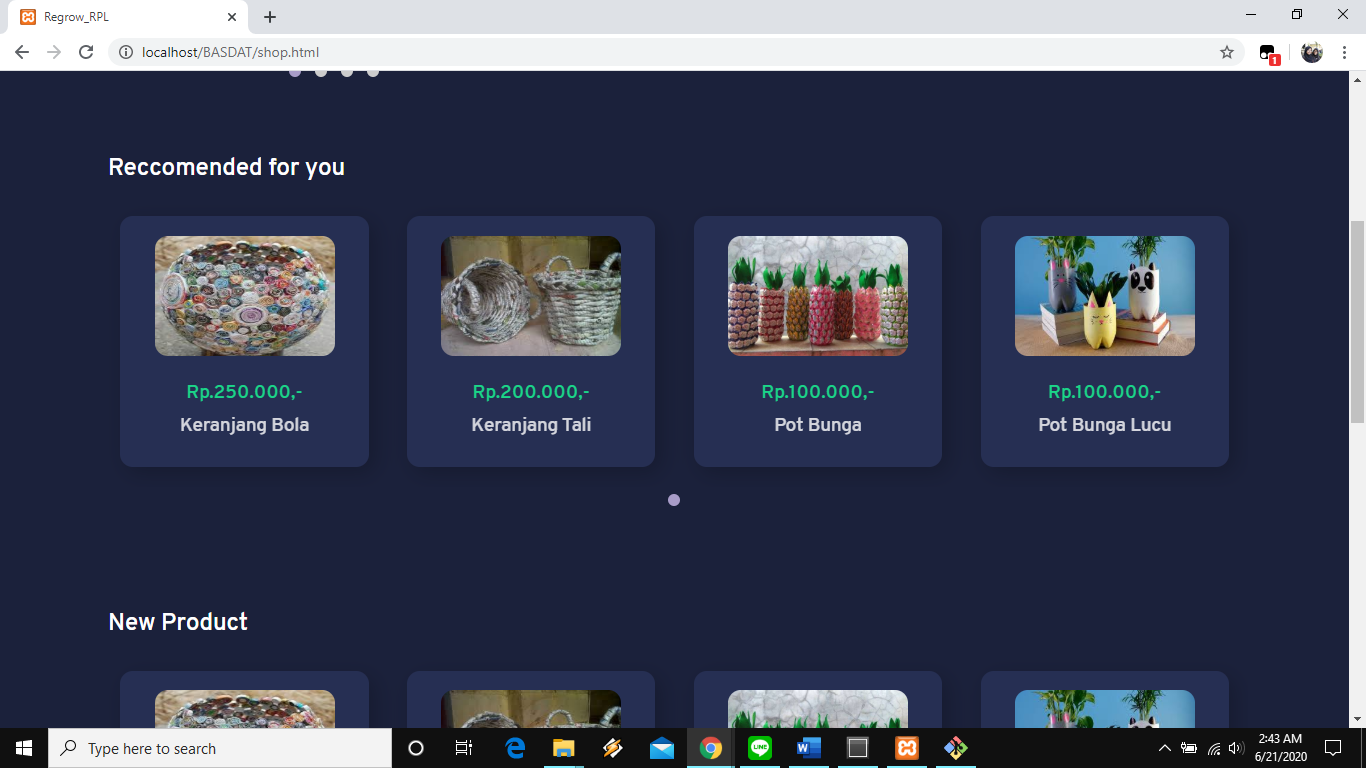 Regrow_RPL
localhost/BASDAT/shop.html
1
Reccomended for you
Rp.250.000,-
Keranjang Bola
Rp.200.000,-
Keranjang Tali
Rp.100.000,-
Pot Bunga
Rp.100.000,-
Pot Bunga Lucu
New Product
Type here to search
LINE
W
2:43 AM
6/21/2020